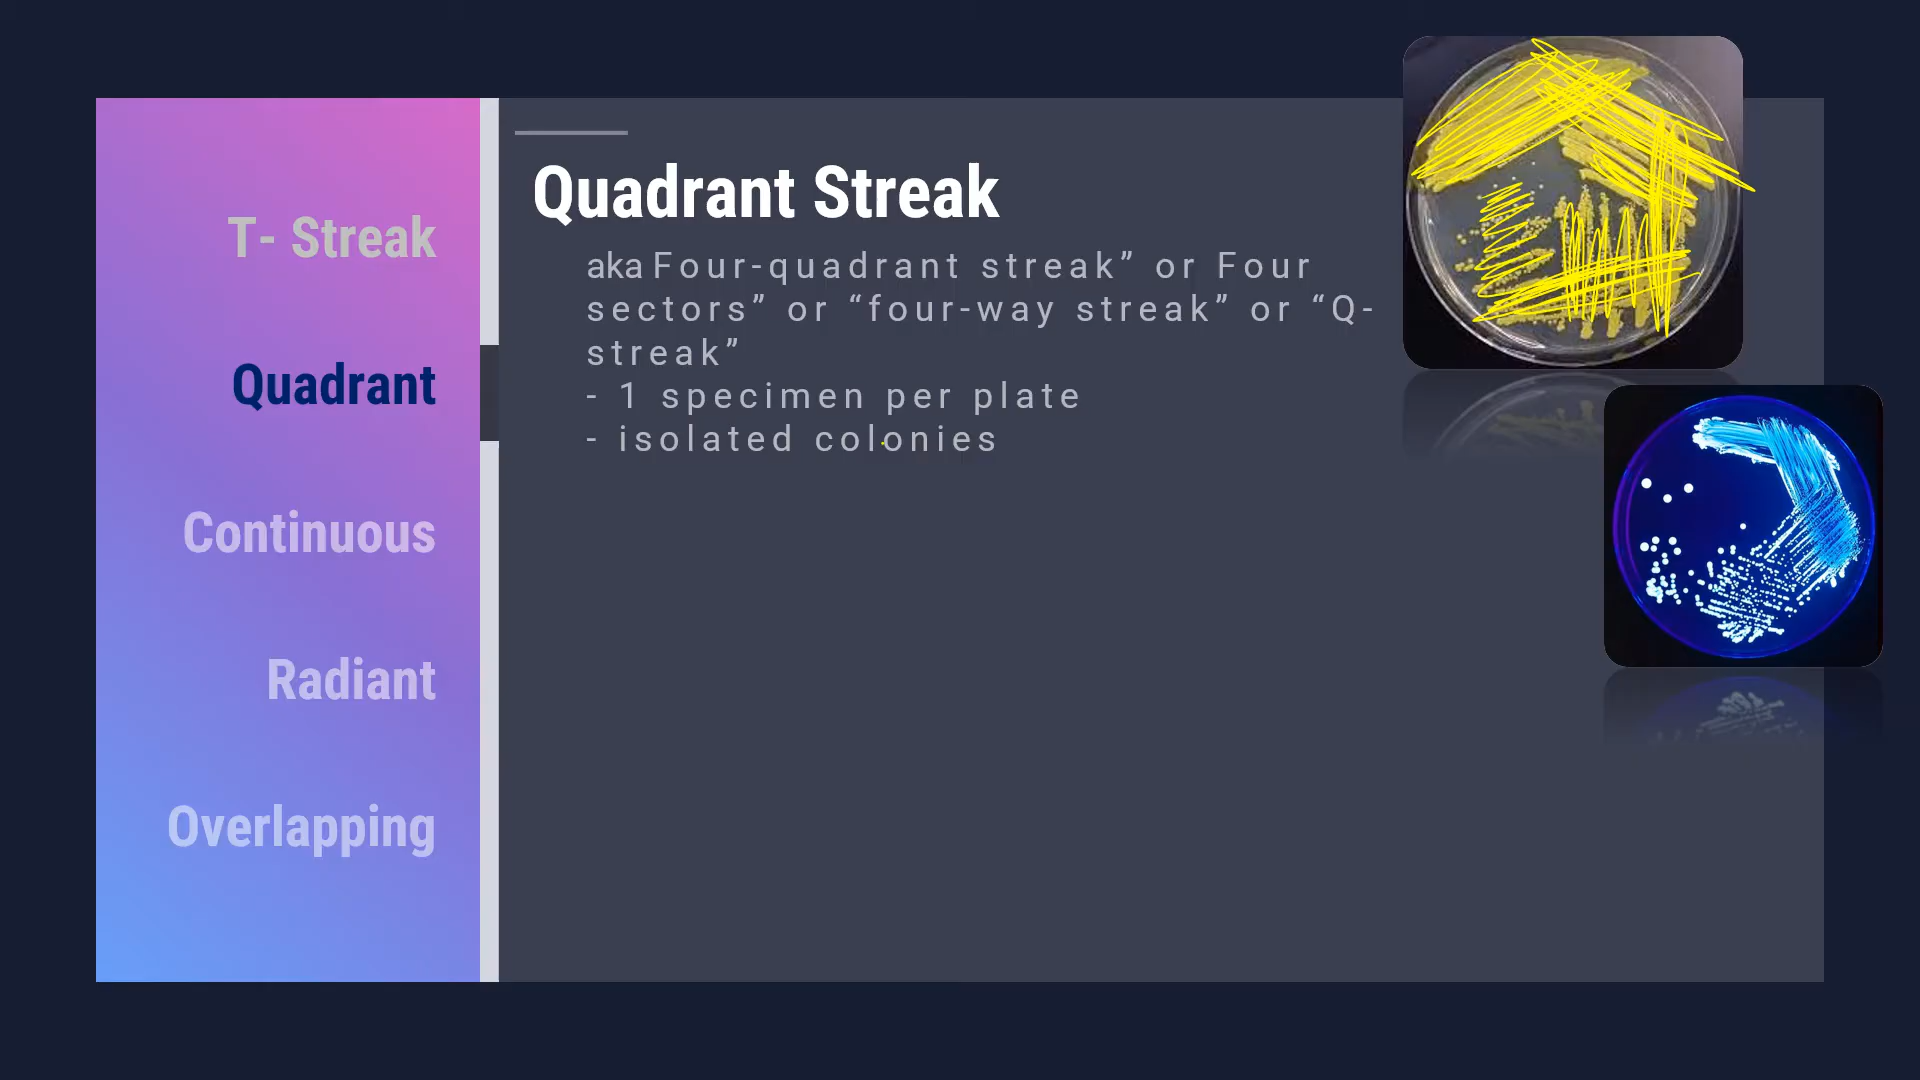 T- Streak
Quadrant
Continuous
Radiant
Overlapping
Quadrant Streak
aka Four-quadrant streak” or Four
sectors” or “four-way streak” or “Q-
streak”
- 1 specimen per plate
- isolated colonies